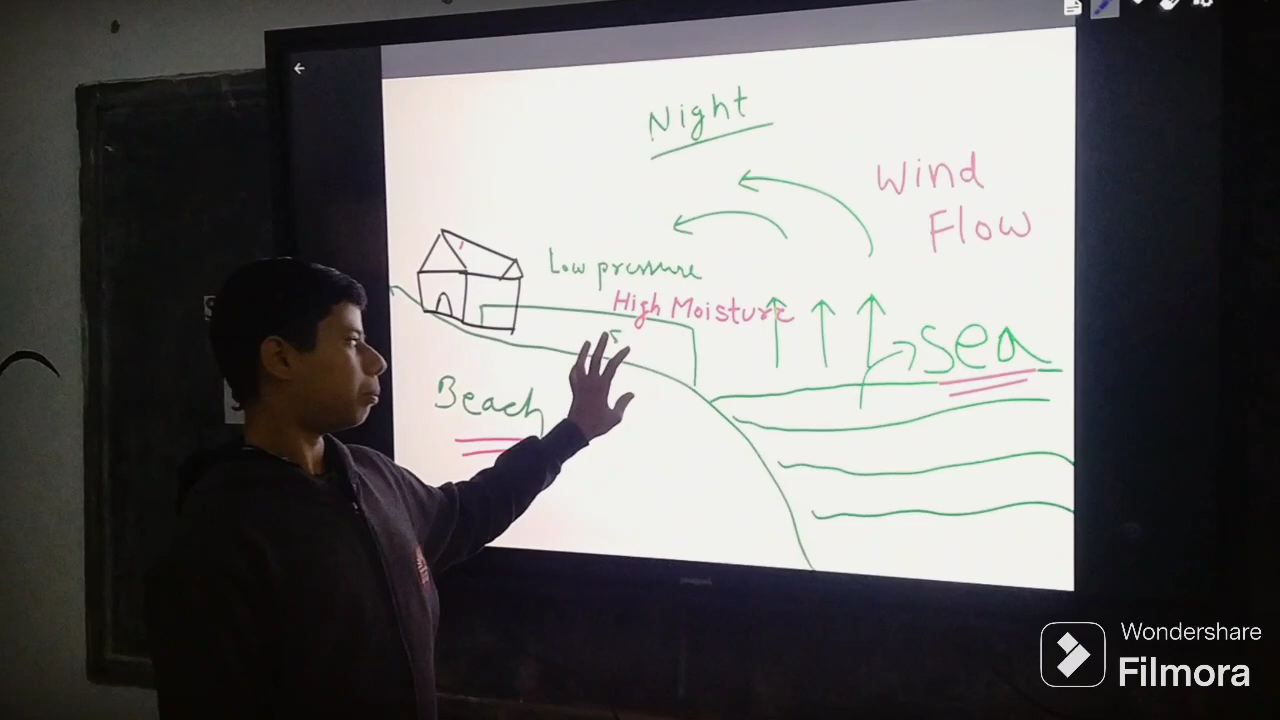 Night
Wind
Flow
Low pressure
High Moisture
sea
Beach
Wondershare
Filmora